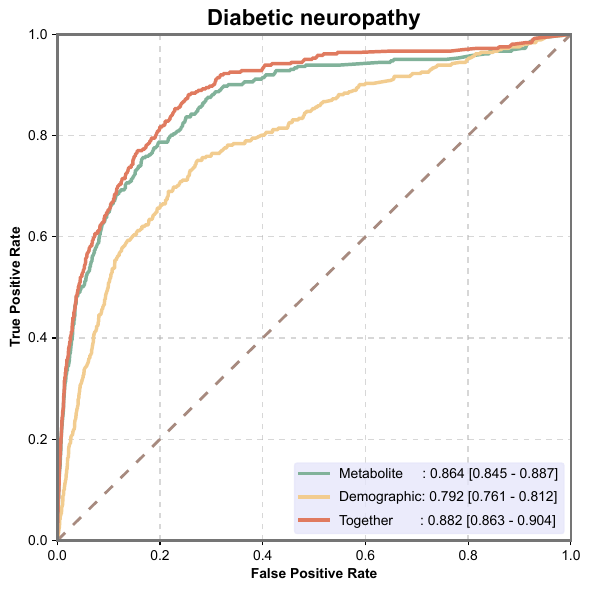 Diabetic neuropathy
True Positive Rate
1.0
0.8
0.6
0.4
0.2
0.0
Metabolite : 0.864 [0.845 - 0.887]
Demographic: 0.792 [0.761 - 0.812]
Together : 0.882 [0.863 - 0.904]
0.0 0.2 0.4 0.6 0.8 1.0
False Positive Rate